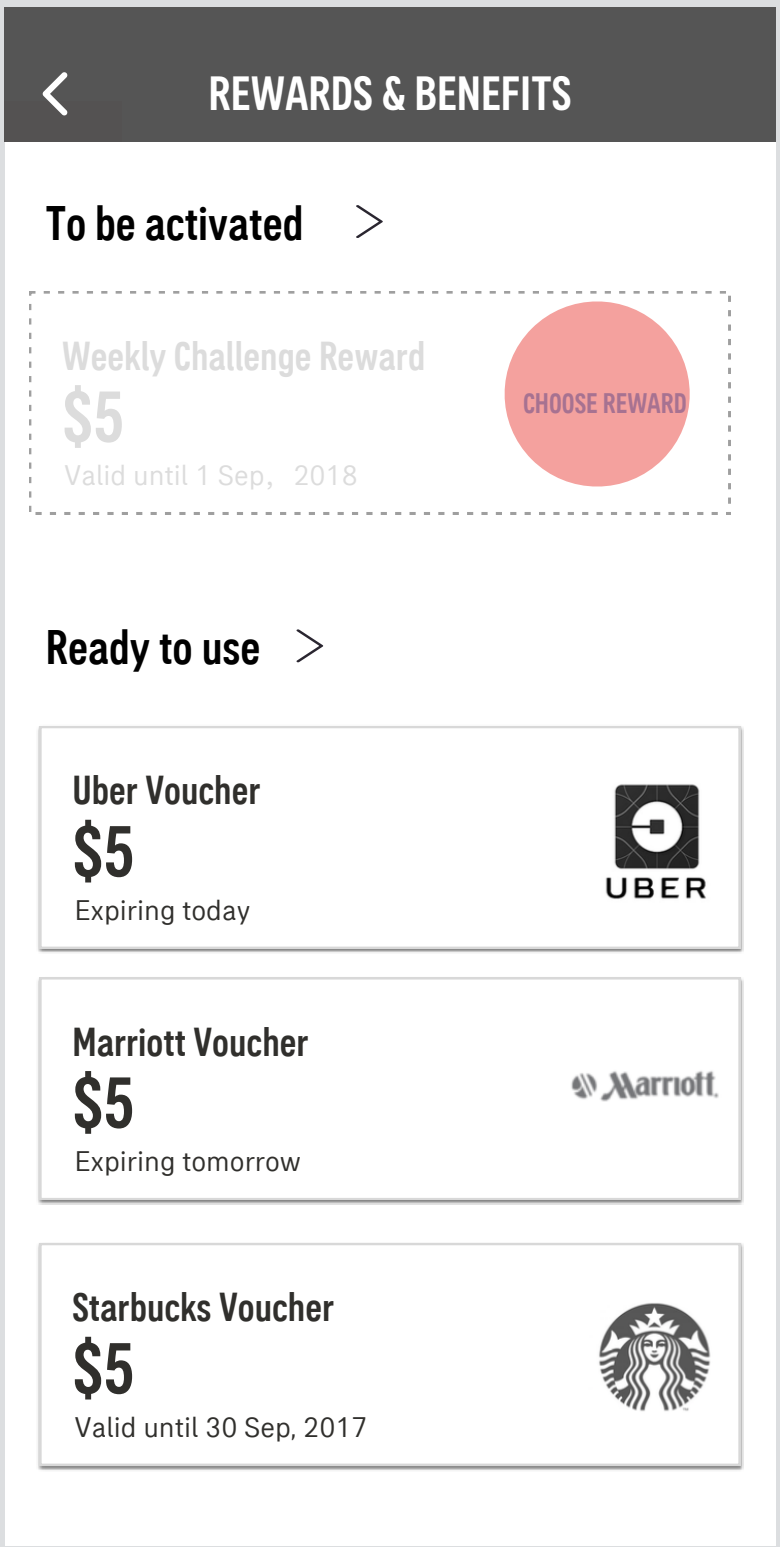 REWARDS & BENEFITS
To be activated
Weekly Challenge Reward
$5
Valid until 1 Sep, 2018
CHOOSE REWARD
Ready to use
Uber Voucher
$5
Expiring today
UBER
Marriott Voucher
$5
Expiring tomorrow
Marriott
Starbucks Voucher
$5
Valid until 30 Sep, 2017